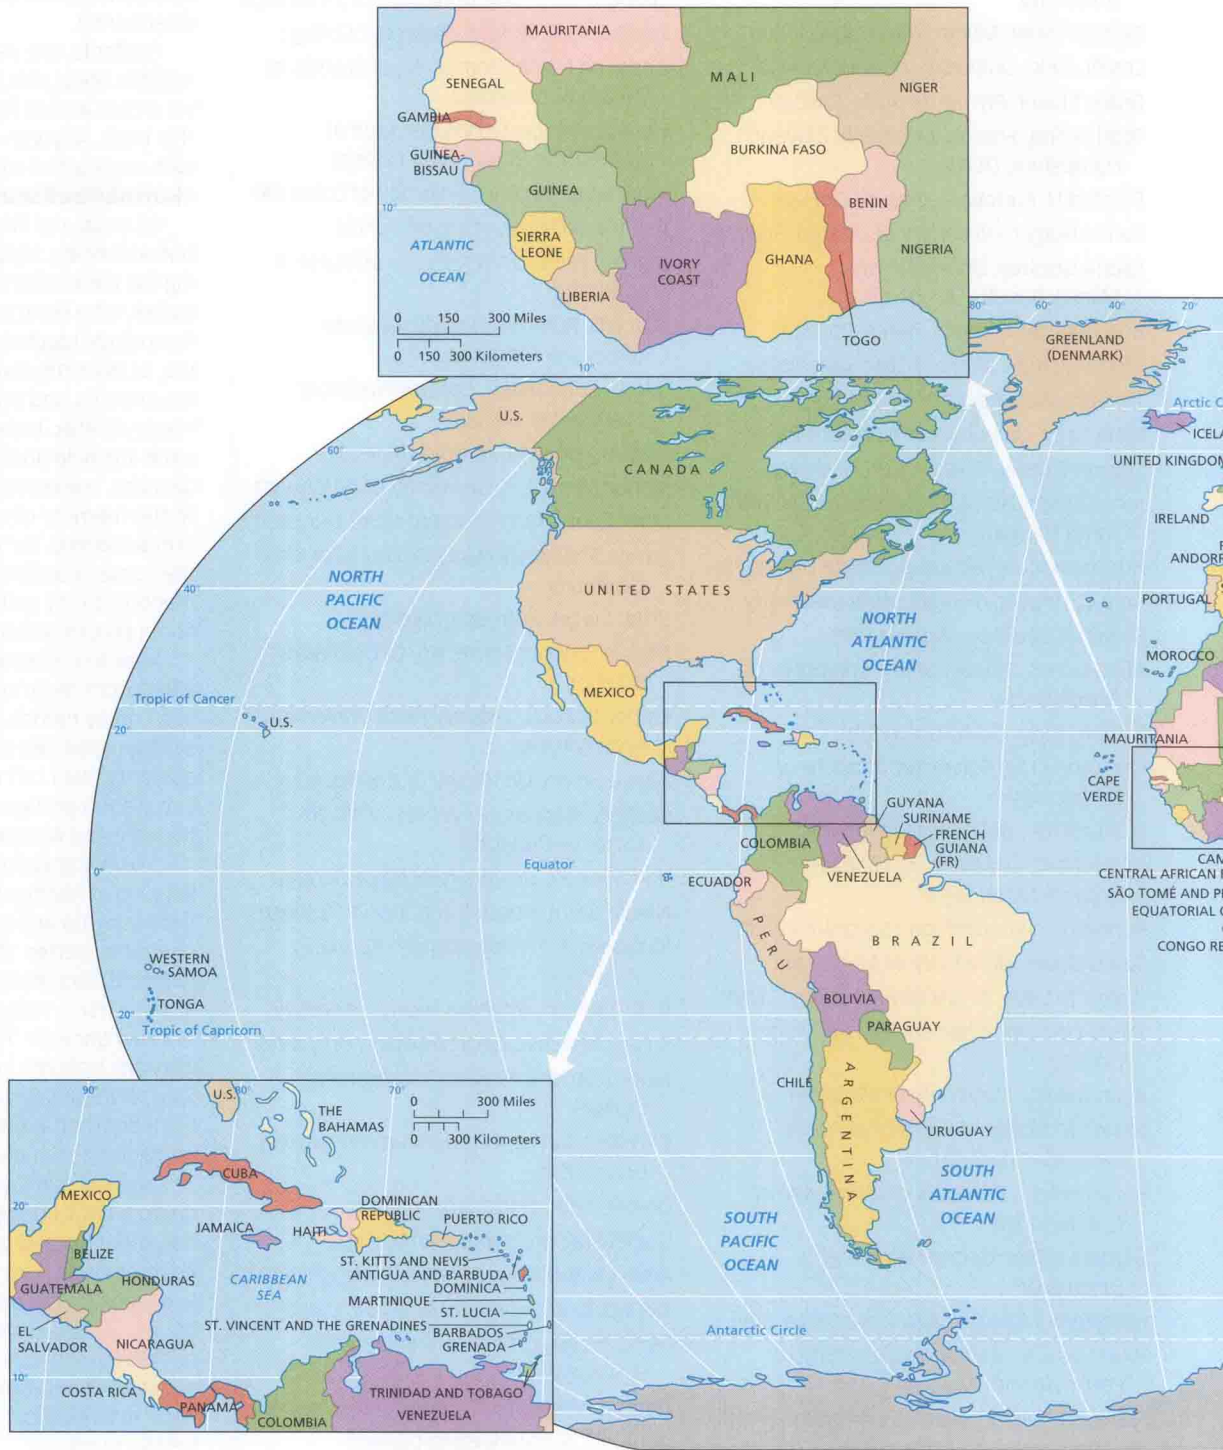 MAURITANIA
MALI
NIGER
SENEGAL
GAMBIA
GUINEA-
BISSAU
BURKINA FASO
GUINEA
BENIN
10°
SIERRA
LEONE
IVORY
COAST
GHANA
NIGERIA
ATLANTIC
OCEAN
LIBERIA
TOGO
0 150 300 Miles
0 150 300 Kilometers
10°
0°
80°
60°
40°
20°
GREENLAND
(DENMARK)
U.S.
Arctic C
ICELA
60°
CANADA
UNITED KINGDOM
IRELAND
ANDORR
40°
NORTH
PACIFIC
OCEAN
UNITED STATES
PORTUGAL
NORTH
ATLANTIC
OCEAN
MOROCCO
Tropic of Cancer
MEXICO
U.S.
20°
MAURITANIA
CAPE
VERDE
GUYANA
SURINAME
FRENCH
GUIANA
(FR)
COLOMBIA
VENEZUELA
Equator
0°
ECUADOR
CAM
CENTRAL AFRICAN
SÃO TOMÉ AND P
EQUATORIAL
CONGO RE
PERU
BRAZIL
WESTERN
SAMOA
TONGA
BOLIVIA
20°
Tropic of Capricorn
PARAGUAY
CHILE
ARGENTINA
URUGUAY
SOUTH
ATLANTIC
OCEAN
SOUTH
PACIFIC
OCEAN
Antarctic Circle
90°
U.S.
80°
70°
0 300 Miles
0 300 Kilometers
THE
BAHAMAS
CUBA
MEXICO
20°
DOMINICAN
REPUBLIC
JAMAICA
HAITI
PUERTO RICO
BELIZE
ST. KITTS AND NEVIS
ANTIGUA AND BARBUDA
GUATEMALA
HONDURAS
CARIBBEAN
SEA
DOMINICA
MARTINIQUE
ST. LUCIA
EL
SALVADOR
NICARAGUA
ST. VINCENT AND THE GRENADINES
BARBADOS
GRENADA
10°
COSTA RICA
PANAMA
TRINIDAD AND TOBAGO
COLOMBIA
VENEZUELA